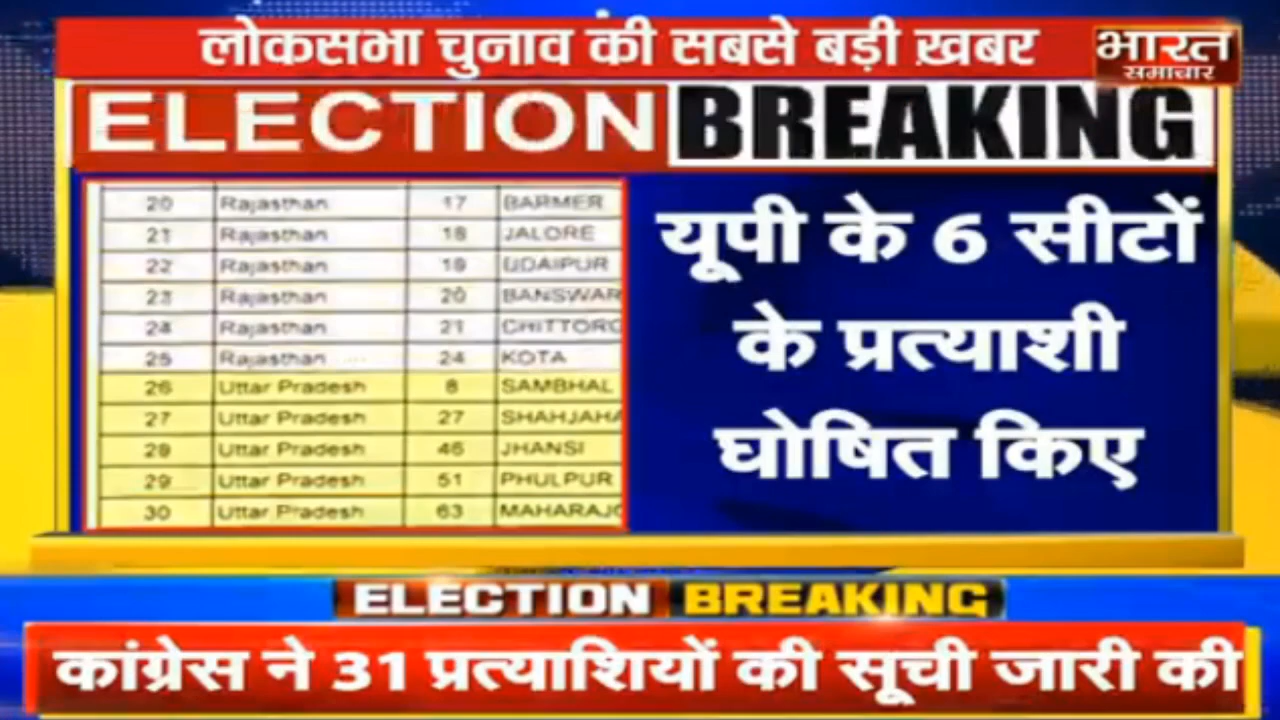 लोकसभा चुनाव की सबसे बड़ी ख़बर
भारत
समाचार
ELECTION BREAKING
20 Rajasthan 17 BARMER
21 Rajasthan 18 JALORE
22 Rajasthan 19 UDAIPUR
23 Rajasthan 20 BANSWAR
24 Rajasthan 21 CHITTORG
25 Rajasthan 24 KOTA
26 Uttar Pradesh 8 SAMBHAL
27 Uttar Pradesh 27 SHAHJAHA
28 Uttar Pradesh 46 JHANSI
29 Uttar Pradesh 51 PHULPUR
30 Uttar Pradesh 63 MAHARAJG
यूपी के 6 सीटों
के प्रत्याशी
घोषित किए
ELECTION BREAKING
कांग्रेस ने 31 प्रत्याशियों की सूची जारी की